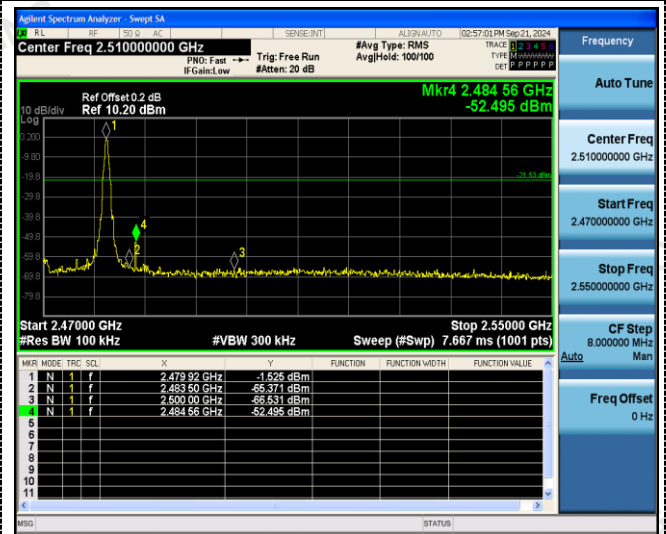 Agilent Spectrum Analyzer - Swept SA
RL RF 50 Ω AC SENSE:INT ALIGNAUTO 02:57:01 PM Sep 21, 2024
Center Freq 2.510000000 GHz #Avg Type: RMS TRACE 1 2 3 4 5 6
PNO: Fast Trig: Free Run Avg|Hold: 100/100 TYPE M
IFGain:Low #Atten: 20 dB DET P P P P P P
Frequency
Auto Tune
Center Freq
2.510000000 GHz
Start Freq
2.470000000 GHz
Stop Freq
2.550000000 GHz
CF Step
8.000000 MHz
Auto Man
Freq Offset
0 Hz
Mkr4 2.484 56 GHz
-52.495 dBm
Ref Offset 0.2 dB
10 dB/div Ref 10.20 dBm
Log
0.200
-9.80
-19.8
-29.8
-39.8
-49.8
-59.8
-69.8
-79.8
-21.53 dBm
1
2
3
4
Start 2.47000 GHz Stop 2.55000 GHz
#Res BW 100 kHz #VBW 300 kHz Sweep (#Swp) 7.667 ms (1001 pts)
MKR MODE TRC SCL X Y FUNCTION FUNCTION WIDTH FUNCTION VALUE
1 N 1 f 2.479 92 GHz -1.525 dBm
2 N 1 f 2.483 50 GHz -65.371 dBm
3 N 1 f 2.500 00 GHz -66.531 dBm
4 N 1 f 2.484 56 GHz -52.495 dBm
5
6
7
8
9
10
11
MSG STATUS